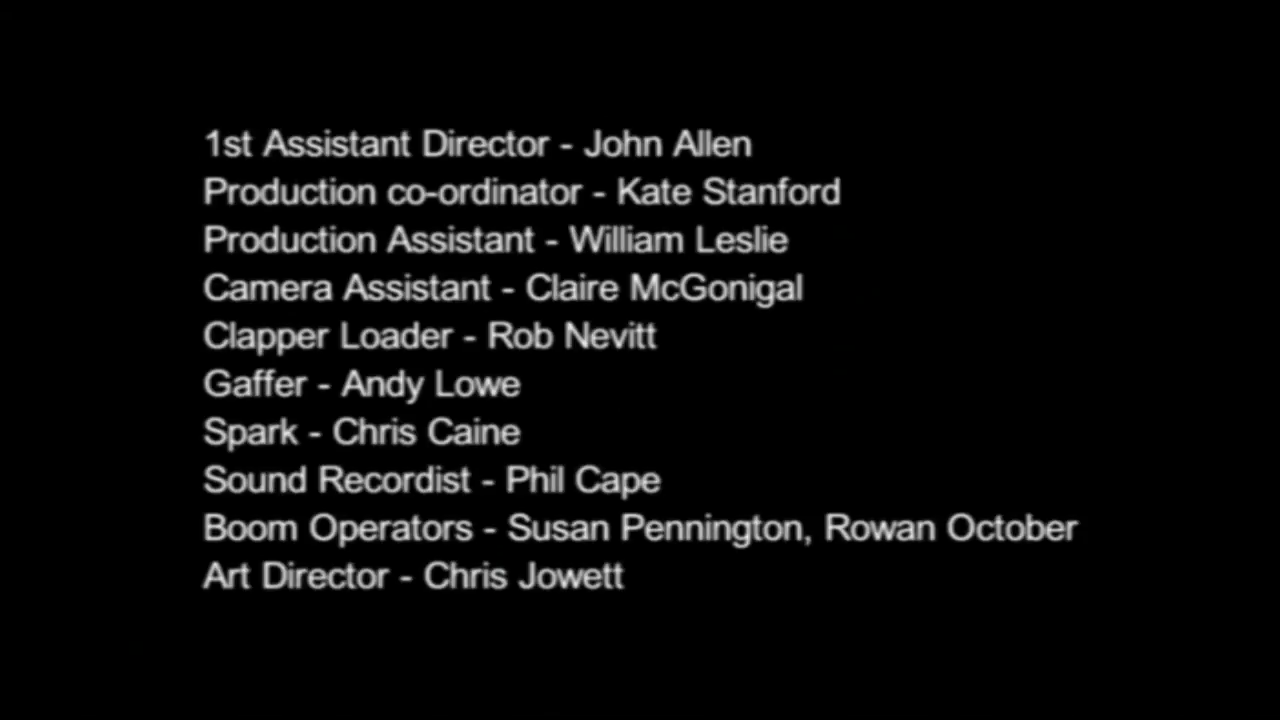 1st Assistant Director - John Allen
Production co-ordinator - Kate Stanford
Production Assistant - William Leslie
Camera Assistant - Claire McGonigal
Clapper Loader - Rob Nevitt
Gaffer - Andy Lowe
Spark - Chris Caine
Sound Recordist - Phil Cape
Boom Operators - Susan Pennington, Rowan October
Art Director - Chris Jowett